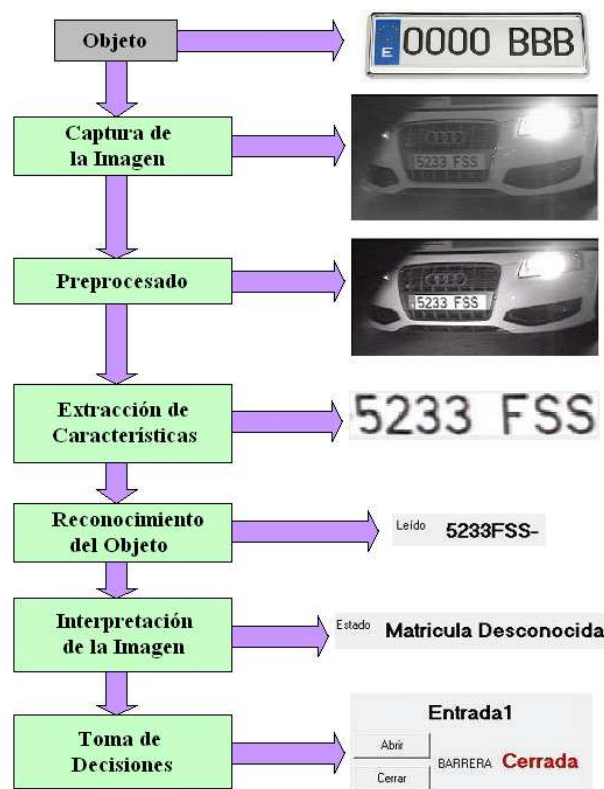 Objeto
E 0000 BBB
Captura de
la Imagen
5233 FSS
Preprocesado
5233 FSS
Extracción de
Características
5233 FSS
Reconocimiento
del Objeto
Leído 5233FSS-
Interpretación
de la Imagen
Estado Matricula Desconocida
Toma de
Decisiones
Entrada1
Abrir
BARRERA Cerrada
Cerrar